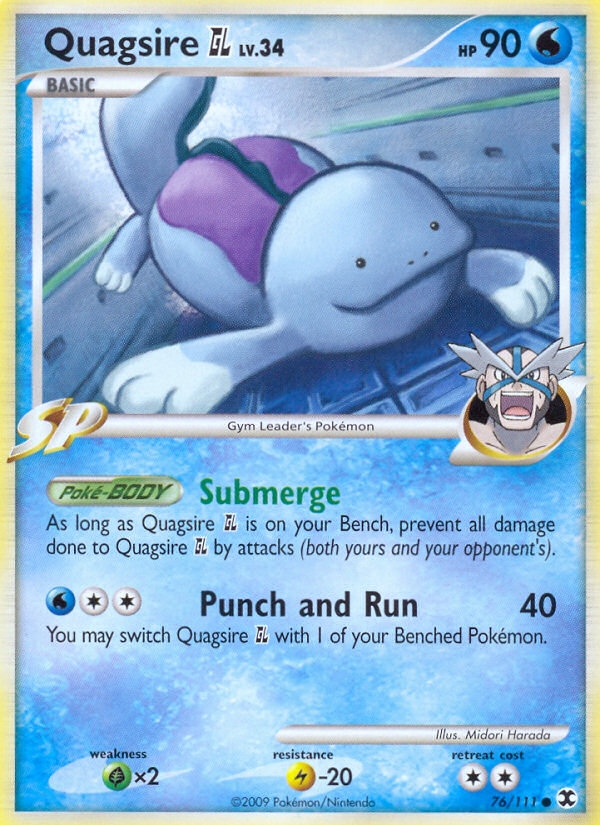 Quagsire GL LV.34 HP 90
BASIC
SP
Gym Leader's Pokémon
Poké-BODY Submerge
As long as Quagsire GL is on your Bench, prevent all damage
done to Quagsire GL by attacks (both yours and your opponent's).
Punch and Run 40
You may switch Quagsire GL with 1 of your Benched Pokémon.
Illus. Midori Harada
weakness resistance retreat cost
×2 -20
©2009 Pokémon/Nintendo 76/111